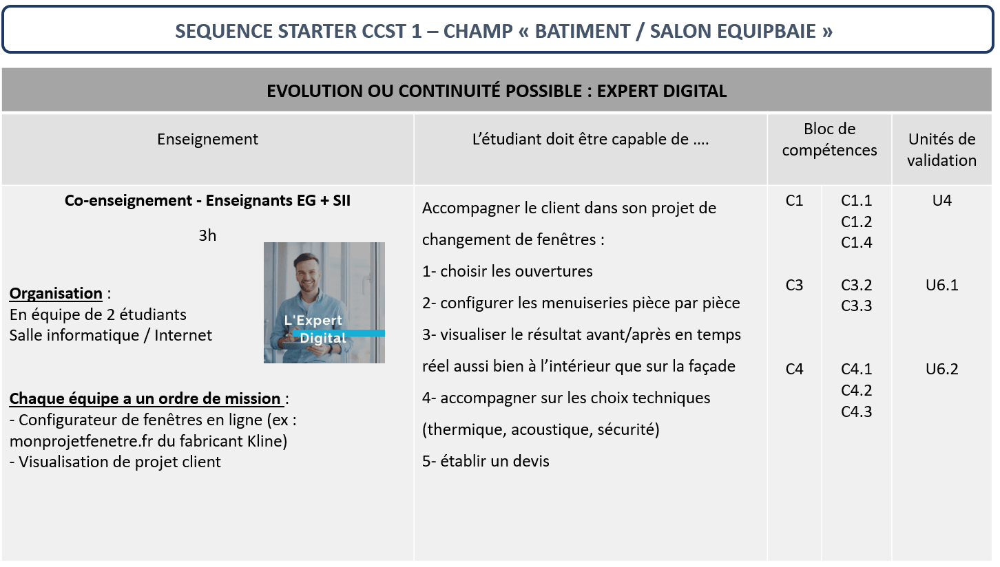 SEQUENCE STARTER CCST 1 – CHAMP « BATIMENT / SALON EQUIPBAIE »
EVOLUTION OU CONTINUITÉ POSSIBLE : EXPERT DIGITAL
Enseignement
L’étudiant doit être capable de ….
Bloc de
compétences
Unités de
validation
Co-enseignement - Enseignants EG + SII
3h
L'Expert
Digital
Organisation :
En équipe de 2 étudiants
Salle informatique / Internet
Chaque équipe a un ordre de mission :
- Configurateur de fenêtres en ligne (ex :
monprojetfenetre.fr du fabricant Kline)
- Visualisation de projet client
Accompagner le client dans son projet de
changement de fenêtres :
1- choisir les ouvertures
2- configurer les menuiseries pièce par pièce
3- visualiser le résultat avant/après en temps
réel aussi bien à l’intérieur que sur la façade
4- accompagner sur les choix techniques
(thermique, acoustique, sécurité)
5- établir un devis
C1
C1.1
C1.2
C1.4
U4
C3
C3.2
C3.3
U6.1
C4
C4.1
C4.2
C4.3
U6.2